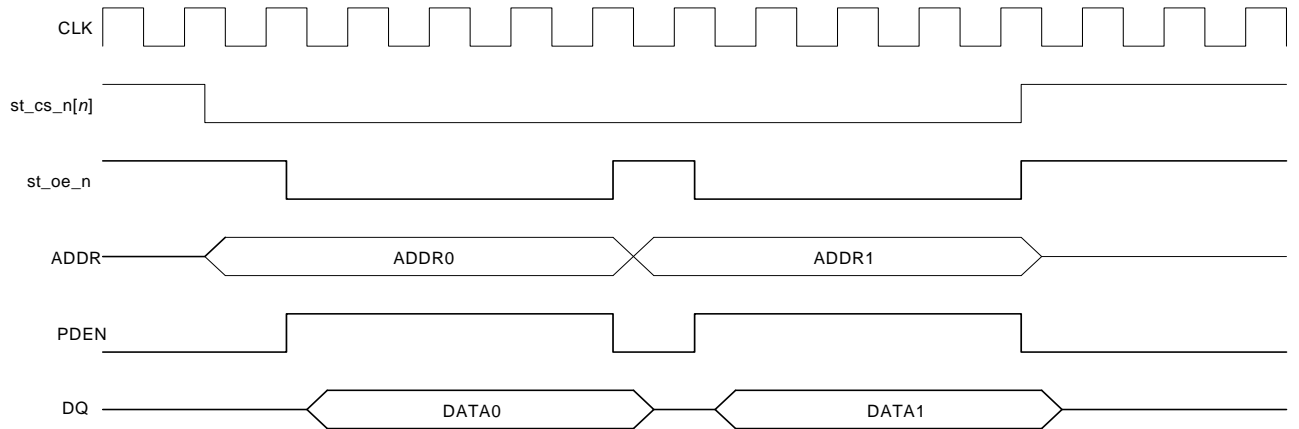 CLK
st_cs_n[n]
st_oe_n
ADDR ADDR0 ADDR1
PDEN
DQ DATA0 DATA1